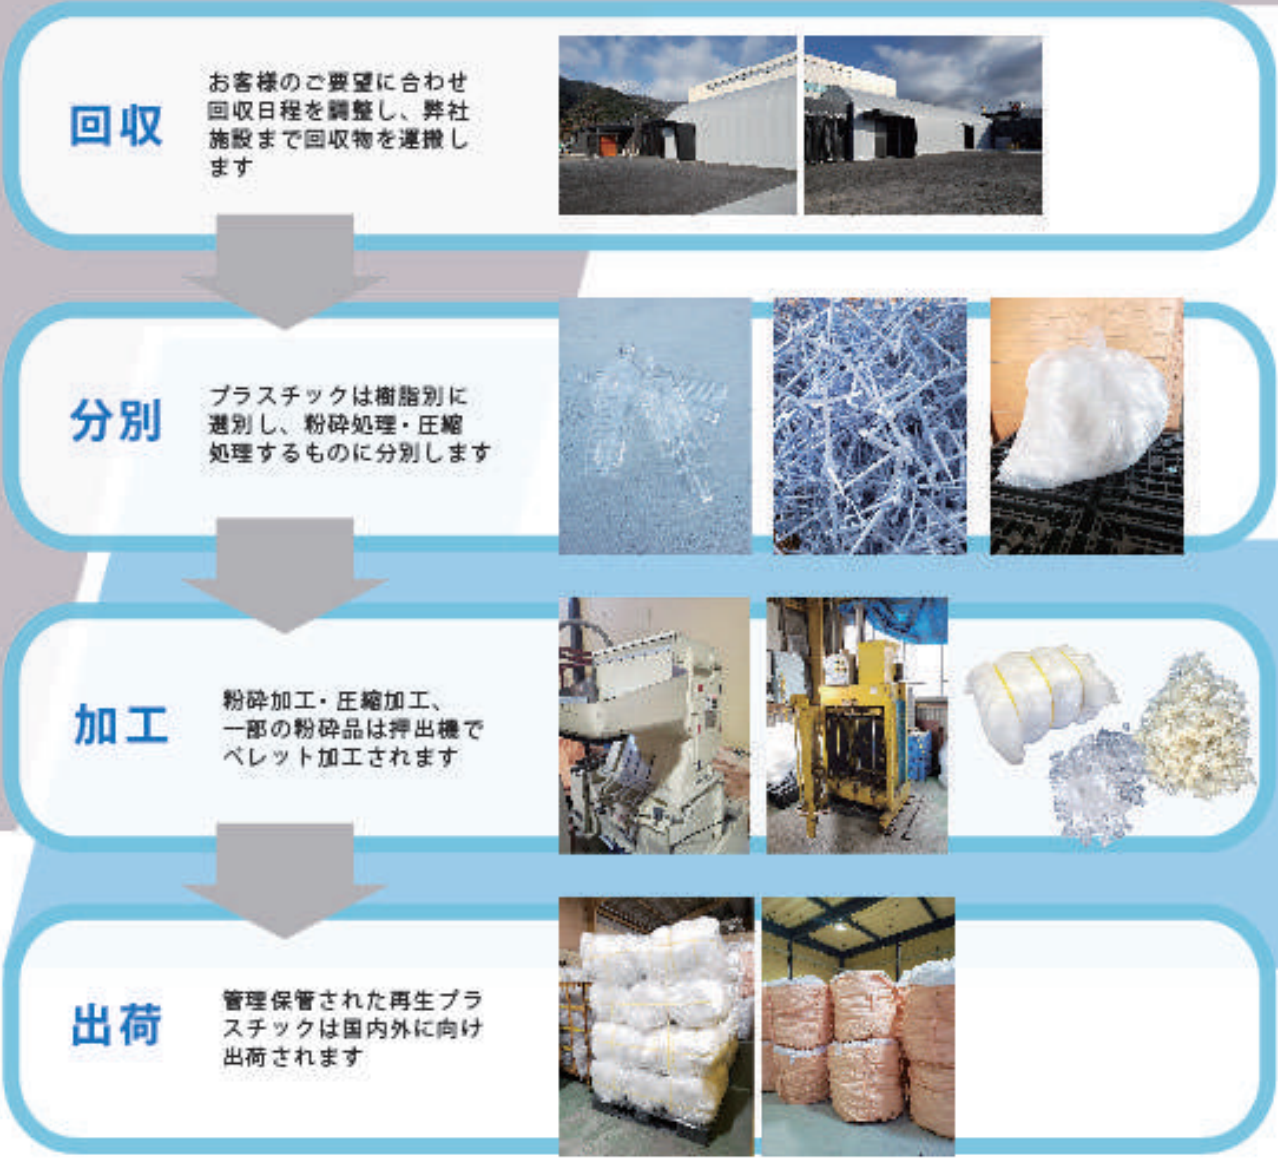 回収
お客様のご要望に合わせ
回収日程を調整し、弊社
施設まで回収物を運搬し
ます
分別
プラスチックは樹脂別に
選別し、粉砕処理・圧縮
処理するものに分別します
加工
粉砕加工・圧縮加工、
一部の粉砕品は押出機で
ペレット加工されます
出荷
管理保管された再生プラ
スチックは国内外に向け
出荷されます